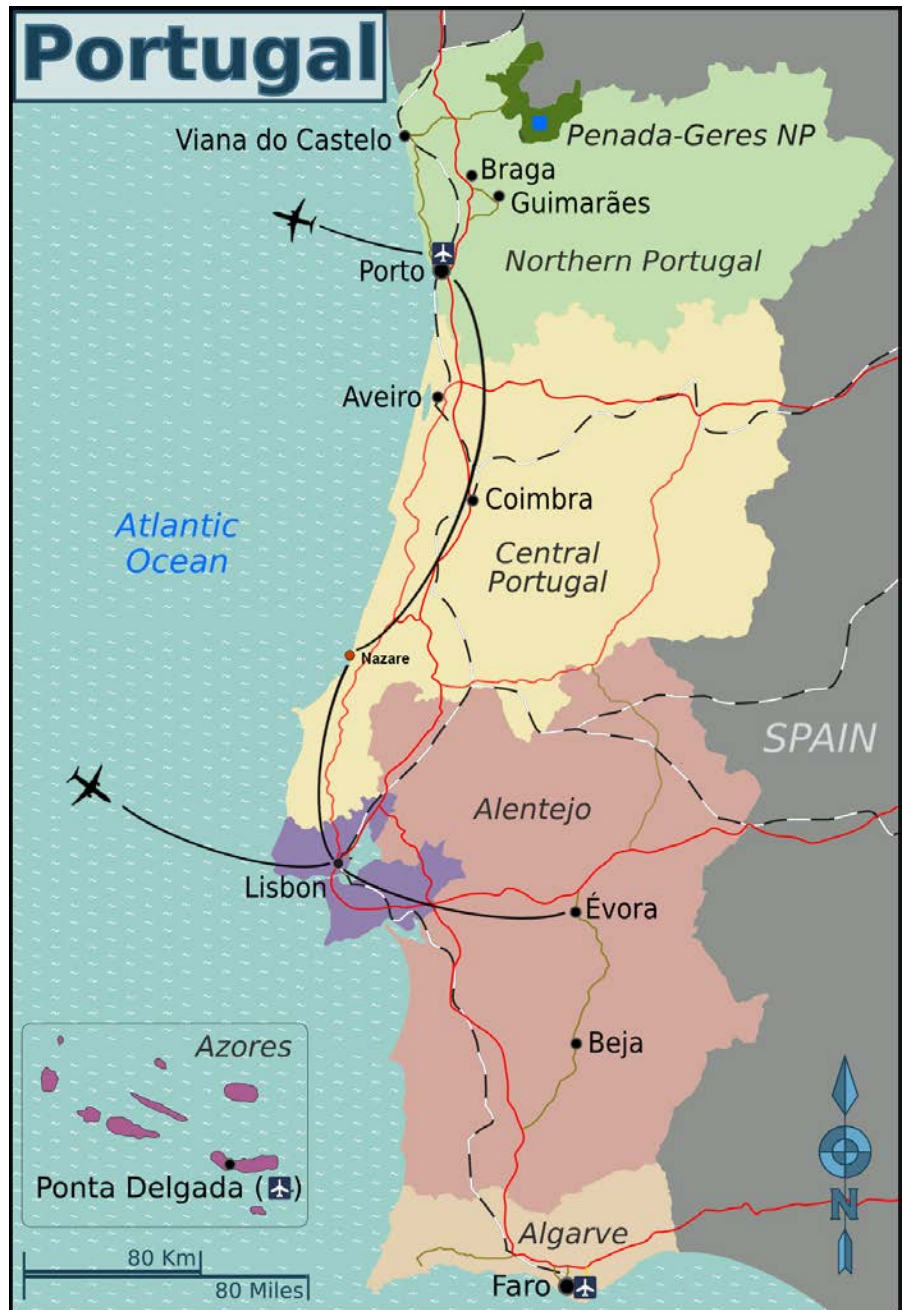 Portugal
Viana do Castelo
Penada-Geres NP
Braga
Guimarães
Porto
Northern Portugal
Aveiro
Coimbra
Atlantic
Ocean
Central
Portugal
Nazare
SPAIN
Alentejo
Lisbon
Évora
Azores
Beja
Ponta Delgada ( )
N
Algarve
80 Km
80 Miles
Faro